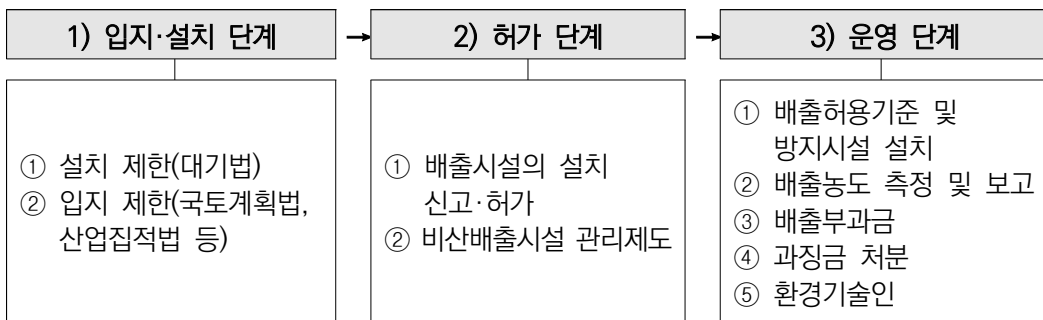 1) 입지·설치 단계
→
2) 허가 단계
→
3) 운영 단계
① 설치 제한(대기법)
② 입지 제한(국토계획법,
산업집적법 등)
① 배출시설의 설치
신고·허가
② 비산배출시설 관리제도
① 배출허용기준 및
방지시설 설치
② 배출농도 측정 및 보고
③ 배출부과금
④ 과징금 처분
⑤ 환경기술인